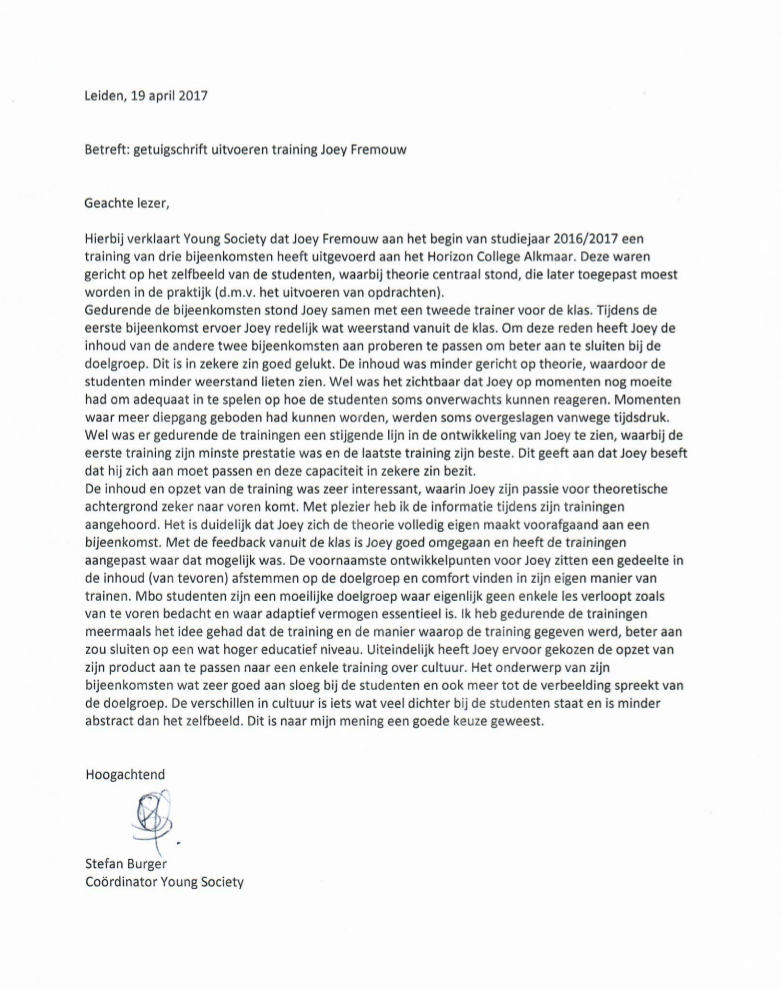 Leiden, 19 april 2017
Betreft: getuigschrift uitvoeren training Joey Fremouw
Geachte lezer,
Hierbij verklaart Young Society dat Joey Fremouw aan het begin van studiejaar 2016/2017 een
training van drie bijeenkomsten heeft uitgevoerd aan het Horizon College Alkmaar. Deze waren
gericht op het zelfbeeld van de studenten, waarbij theorie centraal stond, die later toegepast moest
worden in de praktijk (d.m.v. het uitvoeren van opdrachten).
Gedurende de bijeenkomsten stond Joey samen met een tweede trainer voor de klas. Tijdens de
eerste bijeenkomst ervoer Joey redelijk wat weerstand vanuit de klas. Om deze reden heeft Joey de
inhoud van de andere twee bijeenkomsten aan proberen te passen om beter aan te sluiten bij de
doelgroep. Dit is in zekere zin goed gelukt. De inhoud was minder gericht op theorie, waardoor de
studenten minder weerstand lieten zien. Wel was het zichtbaar dat Joey op momenten nog moeite
had om adequaat in te spelen op hoe de studenten soms onverwachts kunnen reageren. Momenten
waar meer diepgang geboden had kunnen worden, werden soms overgeslagen vanwege tijdsdruk.
Wel was er gedurende de trainingen een stijgende lijn in de ontwikkeling van Joey te zien, waarbij de
eerste training zijn minste prestatie was en de laatste training zijn beste. Dit geeft aan dat Joey beseft
dat hij zich aan moet passen en deze capaciteit in zekere zin bezit.
De inhoud en opzet van de training was zeer interessant, waarin Joey zijn passie voor theoretische
achtergrond zeker naar voren komt. Met plezier heb ik de informatie tijdens zijn trainingen
aangehoord. Het is duidelijk dat Joey zich de theorie volledig eigen maakt voorafgaand aan een
bijeenkomst. Met de feedback vanuit de klas is Joey goed omgegaan en heeft de trainingen
aangepast waar dat mogelijk was. De voornaamste ontwikkelpunten voor Joey zitten een gedeelte in
de inhoud (van tevoren) afstemmen op de doelgroep en comfort vinden in zijn eigen manier van
trainen. Mbo studenten zijn een moeilijke doelgroep waar eigenlijk geen enkele les verloopt zoals
van te voren bedacht en waar adaptief vermogen essentieel is. Ik heb gedurende de trainingen
meermaals het idee gehad dat de training en de manier waarop de training gegeven werd, beter aan
zou sluiten op een wat hoger educatief niveau. Uiteindelijk heeft Joey ervoor gekozen de opzet van
zijn product aan te passen naar een enkele training over cultuur. Het onderwerp van zijn
bijeenkomsten wat zeer goed aan sloeg bij de studenten en ook meer tot de verbeelding spreekt van
de doelgroep. De verschillen in cultuur is iets wat veel dichter bij de studenten staat en is minder
abstract dan het zelfbeeld. Dit is naar mijn mening een goede keuze geweest.
Hoogachtend
Stefan Burger
Coördinator Young Society